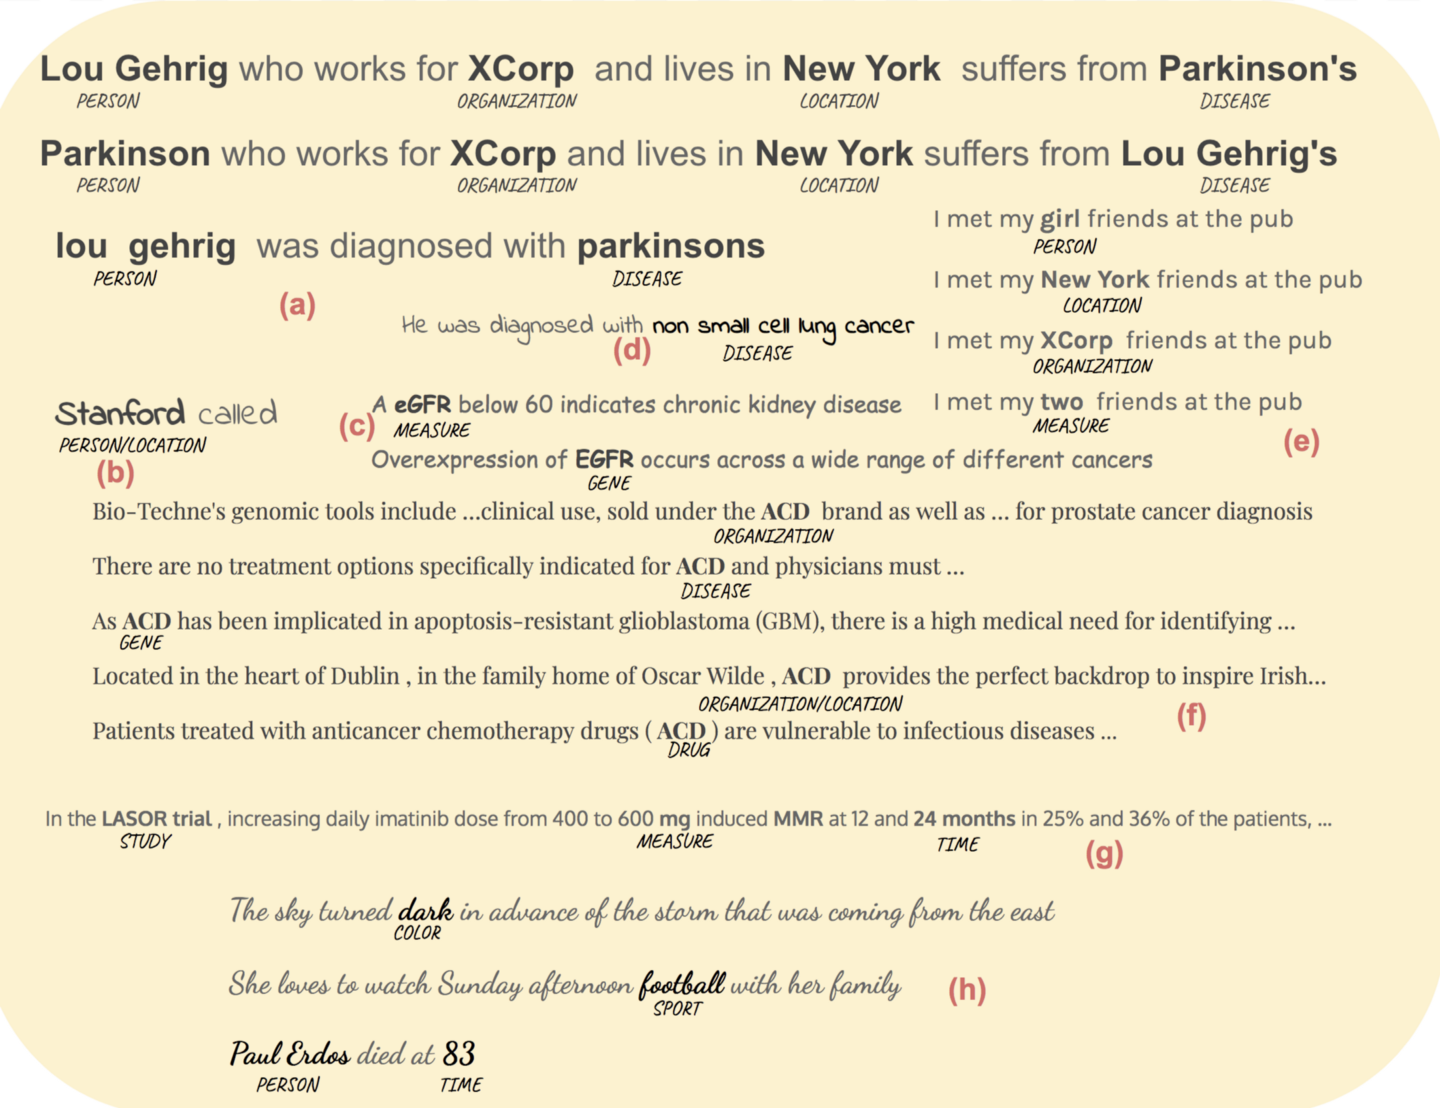 Lou Gehrig who works for XCorp and lives in New York suffers from Parkinson's
PERSON ORGANIZATION LOCATION DISEASE
Parkinson who works for XCorp and lives in New York suffers from Lou Gehrig's
PERSON ORGANIZATION LOCATION DISEASE
lou gehrig was diagnosed with parkinsons
PERSON DISEASE
(a)
I met my girl friends at the pub
PERSON
I met my New York friends at the pub
LOCATION
I met my XCorp friends at the pub
ORGANIZATION
I met my two friends at the pub
MEASURE
(e)
He was diagnosed with non small cell lung cancer
(d) DISEASE
Stanford called
PERSON/LOCATION
(b)
(c) A eGFR below 60 indicates chronic kidney disease
MEASURE
Overexpression of EGFR occurs across a wide range of different cancers
GENE
Bio-Techne's genomic tools include ...clinical use, sold under the ACD brand as well as ... for prostate cancer diagnosis
ORGANIZATION
There are no treatment options specifically indicated for ACD and physicians must ...
DISEASE
As ACD has been implicated in apoptosis-resistant glioblastoma (GBM), there is a high medical need for identifying ...
GENE
Located in the heart of Dublin , in the family home of Oscar Wilde , ACD provides the perfect backdrop to inspire Irish...
ORGANIZATION/LOCATION
(f)
Patients treated with anticancer chemotherapy drugs ( ACD ) are vulnerable to infectious diseases ...
DRUG
In the LASOR trial , increasing daily imatinib dose from 400 to 600 mg induced MMR at 12 and 24 months in 25% and 36% of the patients, ...
STUDY MEASURE TIME
(g)
The sky turned dark in advance of the storm that was coming from the east
COLOR
She loves to watch Sunday afternoon football with her family
SPORT
(h)
Paul Erdos died at 83
PERSON TIME